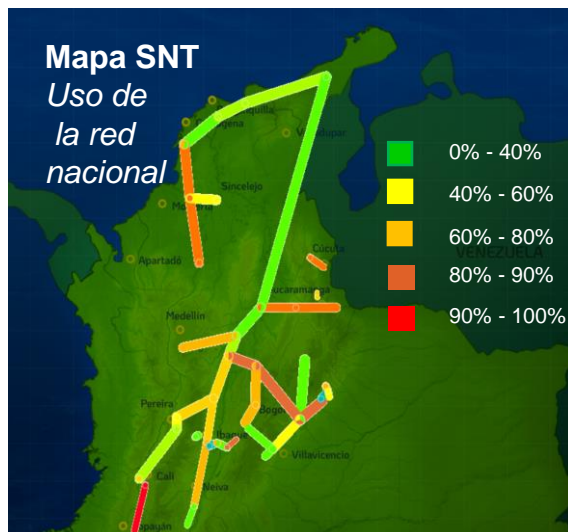 Mapa SNT
Uso de
la red
nacional
Sincelejo
0% - 40%
40% - 60%
Apartadó
Cúcuta
VENEZUELA
60% - 80%
80% - 90%
Medellín
90% - 100%
Pereira
Ibagué
Villavicencio
Cali
Neiva